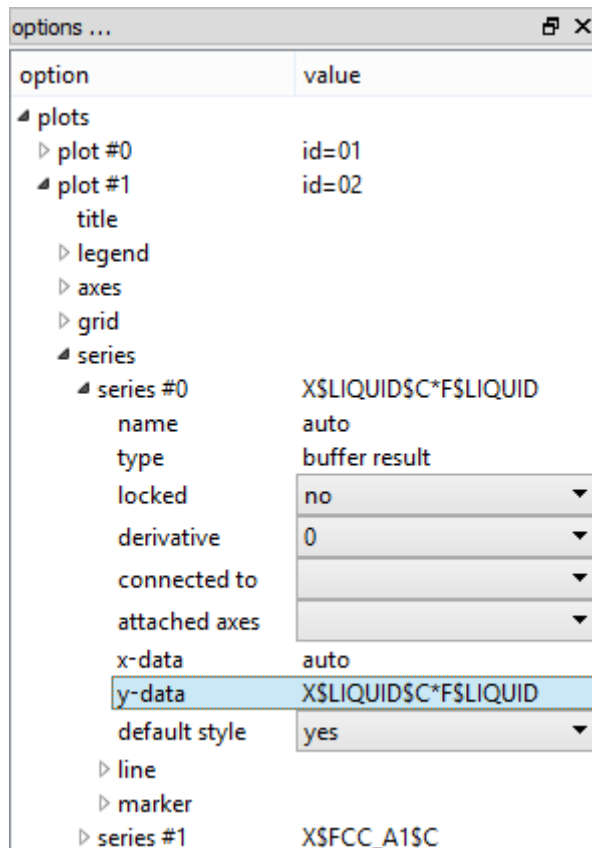 options ...
option value
plots
plot #0 id=01
plot #1 id=02
title
legend
axes
grid
series
series #0 X$LIQUID$C*F$LIQUID
name auto
type buffer result
locked no
derivative 0
connected to
attached axes
x-data auto
y-data X$LIQUID$C*F$LIQUID
default style yes
line
marker
series #1 X$FCC_A1$C